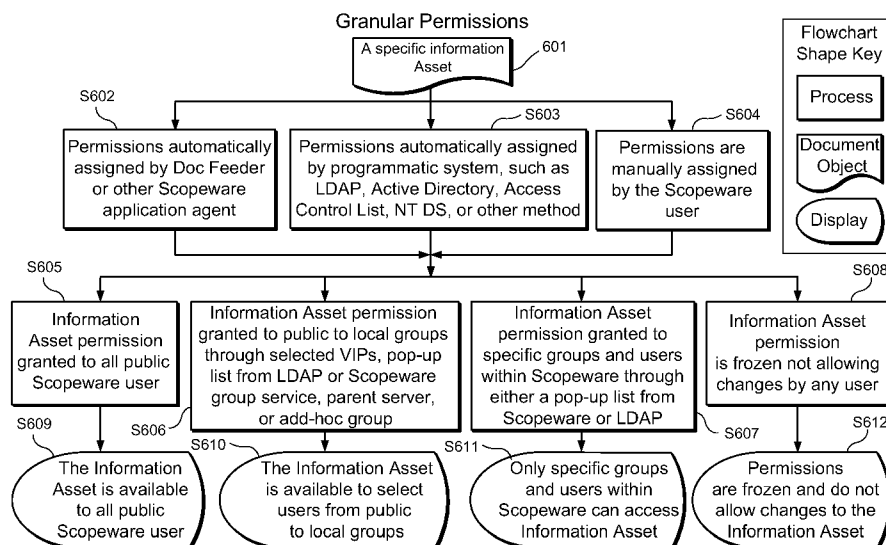 Granular Permissions
A specific information
Asset
601
Flowchart
Shape Key
Process
Document
Object
Display
S602
S603
S604
Permissions automatically
assigned by Doc Feeder
or other Scopeware
application agent
Permissions automatically assigned
by programmatic system, such as
LDAP, Active Directory, Access
Control List, NT DS, or other method
Permissions are
manually assigned
by the Scopeware
user
S605
S608
Information
Asset permission
granted to all public
Scopeware user
Information Asset permission
granted to public to local groups
through selected VIPs, pop-up
list from LDAP or Scopeware
group service, parent server,
or add-hoc group
Information Asset
permission granted to
specific groups and users
within Scopeware through
either a pop-up list from
Scopeware or LDAP
Information Asset
permission
is frozen not allowing
changes by any user
S609
S606
S610
S611
S607
S612
The Information
Asset is available
to all public
Scopeware user
The Information Asset
is available to select
users from public
to local groups
Only specific groups
and users within
Scopeware can access
Information Asset
Permissions
are frozen and do not
allow changes to the
Information Asset